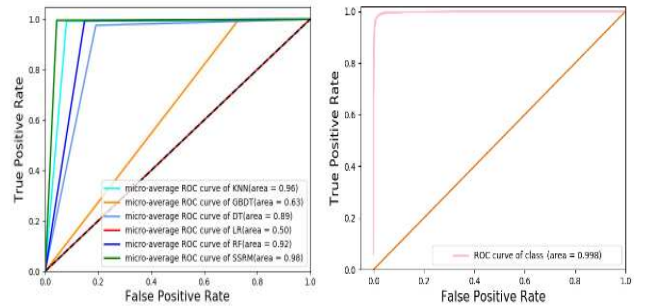 1.0
0.8
0.6
0.4
0.2
0.0
True Positive Rate
micro-average ROC curve of KNN(area = 0.96)
micro-average ROC curve of GBDT(area = 0.63)
micro-average ROC curve of DT(area = 0.89)
micro-average ROC curve of LR(area = 0.50)
micro-average ROC curve of RF(area = 0.92)
micro-average ROC curve of SSRM(area = 0.98)
0.0 0.2 0.4 0.6 0.8 1.0
False Positive Rate
1.0
0.8
0.6
0.4
0.2
0.0
True Positive Rate
ROC curve of class (area = 0.998)
0.0 0.2 0.4 0.6 0.8 1.0
False Positive Rate